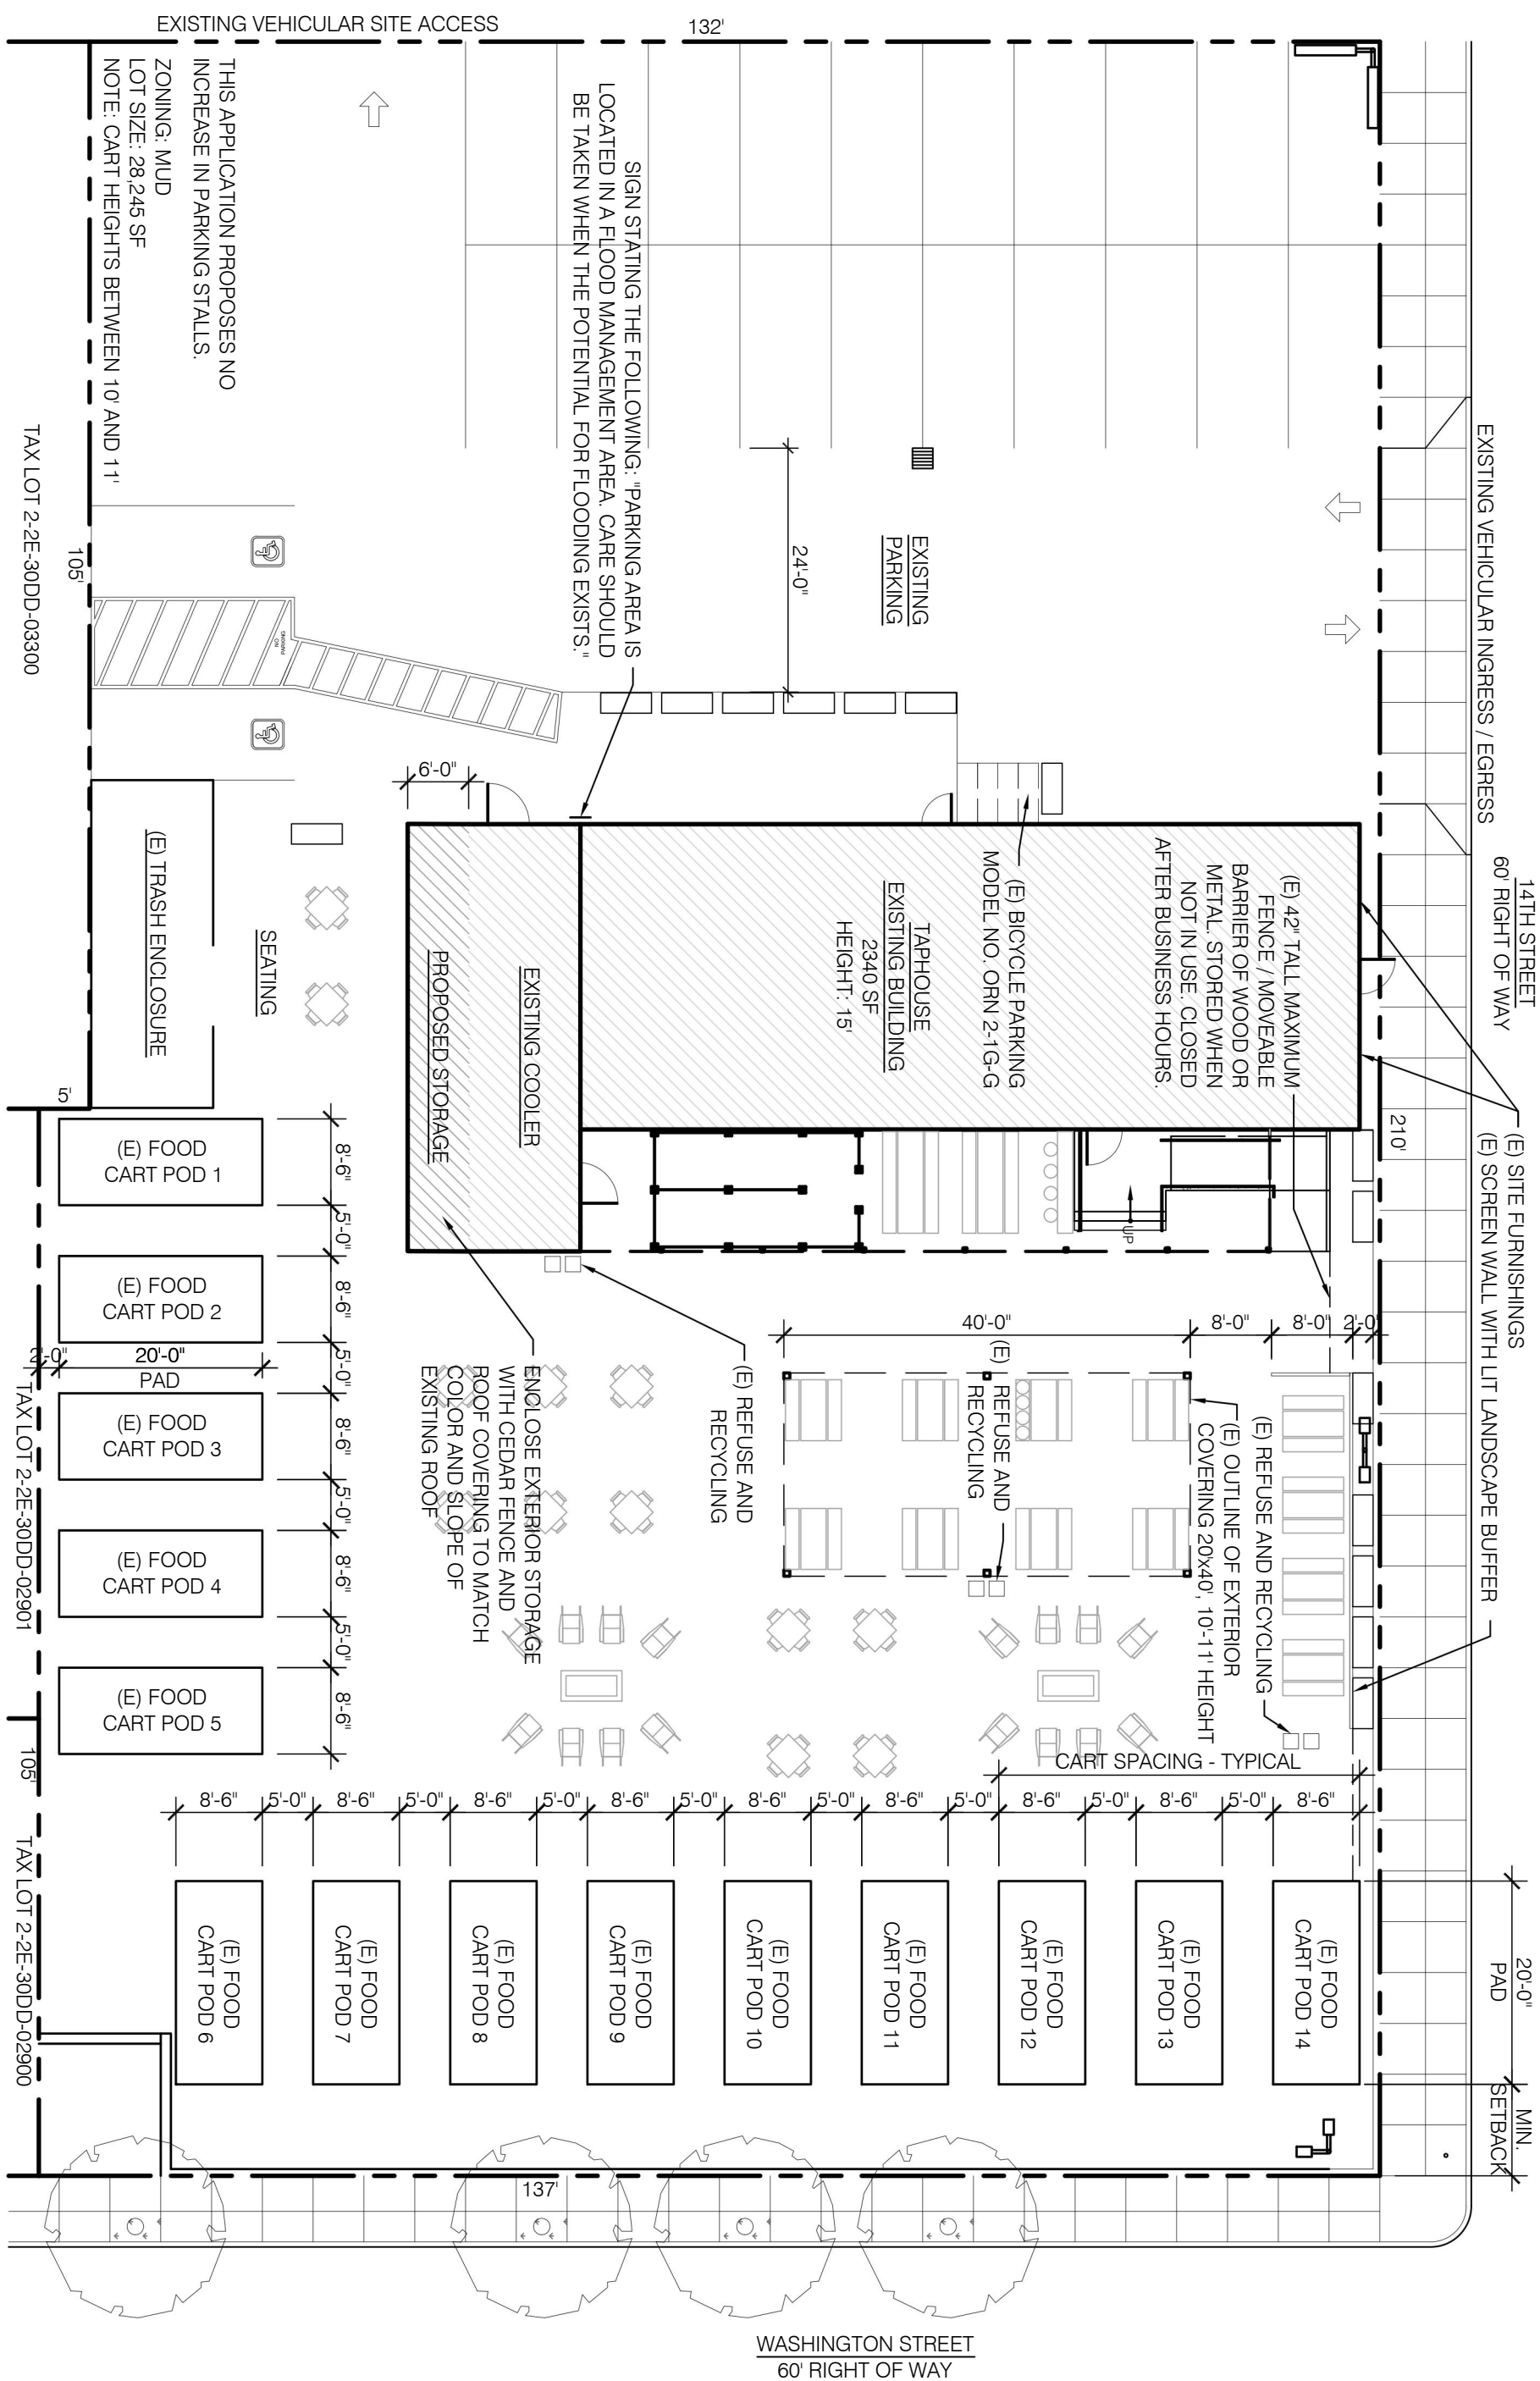 EXISTING VEHICULAR SITE ACCESS
132'
THIS APPLICATION PROPOSES NO
INCREASE IN PARKING STALLS.
ZONING: MUD
LOT SIZE: 28,245 SF
NOTE: CART HEIGHTS BETWEEN 10' AND 11'
SIGN STATING THE FOLLOWING: "PARKING AREA IS
LOCATED IN A FLOOD MANAGEMENT AREA. CARE SHOULD
BE TAKEN WHEN THE POTENTIAL FOR FLOODING EXISTS."
EXISTING VEHICULAR INGRESS / EGRESS
14TH STREET
60' RIGHT OF WAY
EXISTING
PARKING
24'-0"
TAX LOT 2-2E-30DD-03300
105'
NO
PARKING
6'-0"
(E) TRASH ENCLOSURE
SEATING
PROPOSED STORAGE
EXISTING COOLER
TAPHOUSE
EXISTING BUILDING
2340 SF
HEIGHT: 15'
(E) BICYCLE PARKING
MODEL NO. ORN 2-1G-G
(E) 42" TALL MAXIMUM
FENCE / MOVEABLE
BARRIER OF WOOD OR
METAL. STORED WHEN
NOT IN USE. CLOSED
AFTER BUSINESS HOURS.
210'
(E) SITE FURNISHINGS
(E) SCREEN WALL WITH LIT LANDSCAPE BUFFER
UP
5'
(E) FOOD
CART POD 1
8'-6"
5'-0"
(E) FOOD
CART POD 2
8'-6"
5'-0"
2'-0"
20'-0"
PAD
(E) FOOD
CART POD 3
8'-6"
5'-0"
(E) FOOD
CART POD 4
8'-6"
5'-0"
(E) FOOD
CART POD 5
8'-6"
TAX LOT 2-2E-30DD-02901
105'
TAX LOT 2-2E-30DD-02900
ENCLOSE EXTERIOR STORAGE
WITH CEDAR FENCE AND
ROOF COVERING TO MATCH
COLOR AND SLOPE OF
EXISTING ROOF
(E) REFUSE AND
RECYCLING
40'-0"
8'-0"
8'-0"
2'-0"
(E) REFUSE AND
RECYCLING
(E) OUTLINE OF EXTERIOR
COVERING 20'x40', 10'-11' HEIGHT
(E) REFUSE AND RECYCLING
CART SPACING - TYPICAL
8'-6"
5'-0"
8'-6"
5'-0"
8'-6"
5'-0"
8'-6"
5'-0"
8'-6"
5'-0"
8'-6"
5'-0"
8'-6"
5'-0"
8'-6"
5'-0"
8'-6"
(E) FOOD
CART POD 6
(E) FOOD
CART POD 7
(E) FOOD
CART POD 8
(E) FOOD
CART POD 9
(E) FOOD
CART POD 10
(E) FOOD
CART POD 11
(E) FOOD
CART POD 12
(E) FOOD
CART POD 13
(E) FOOD
CART POD 14
20'-0"
PAD
MIN.
SETBACK
137'
WASHINGTON STREET
60' RIGHT OF WAY